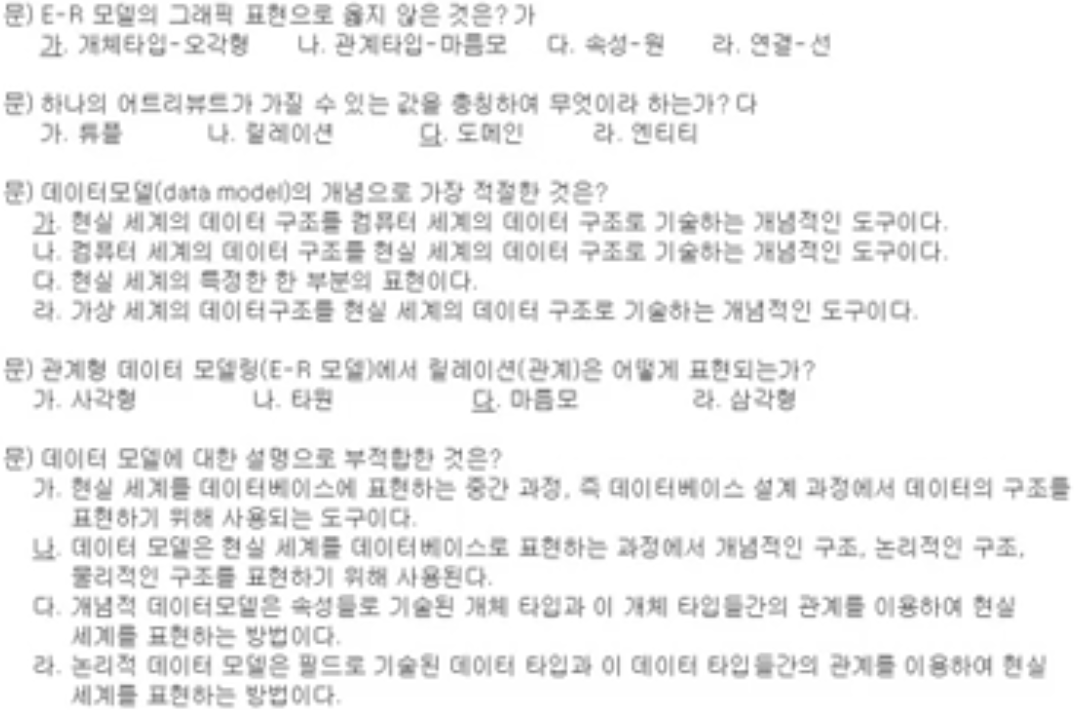 문) E-R 모델의 그래픽 표현으로 옳지 않은 것은? 가
가. 개체타입-오각형 나. 관계타입-마름모 다. 속성-원 라. 연결-선
문) 하나의 어트리뷰트가 가질 수 있는 값을 총칭하여 무엇이라 하는가? 다
가. 튜플 나. 릴레이션 다. 도메인 라. 엔티티
문) 데이터모델(data model)의 개념으로 가장 적절한 것은?
가. 현실 세계의 데이터 구조를 컴퓨터 세계의 데이터 구조로 기술하는 개념적인 도구이다.
나. 컴퓨터 세계의 데이터 구조를 현실 세계의 데이터 구조로 기술하는 개념적인 도구이다.
다. 현실 세계의 특정한 한 부분의 표현이다.
라. 가상 세계의 데이터구조를 현실 세계의 데이터 구조로 기술하는 개념적인 도구이다.
문) 관계형 데이터 모델링(E-R 모델)에서 릴레이션(관계)은 어떻게 표현되는가?
가. 사각형 나. 타원 다. 마름모 라. 삼각형
문) 데이터 모델에 대한 설명으로 부적합한 것은?
가. 현실 세계를 데이터베이스에 표현하는 중간 과정, 즉 데이터베이스 설계 과정에서 데이터의 구조를
표현하기 위해 사용되는 도구이다.
나. 데이터 모델은 현실 세계를 데이터베이스로 표현하는 과정에서 개념적인 구조, 논리적인 구조,
물리적인 구조를 표현하기 위해 사용된다.
다. 개념적 데이터모델은 속성들로 기술된 개체 타입과 이 개체 타입들간의 관계를 이용하여 현실
세계를 표현하는 방법이다.
라. 논리적 데이터 모델은 필드로 기술된 데이터 타입과 이 데이터 타입들간의 관계를 이용하여 현실
세계를 표현하는 방법이다.